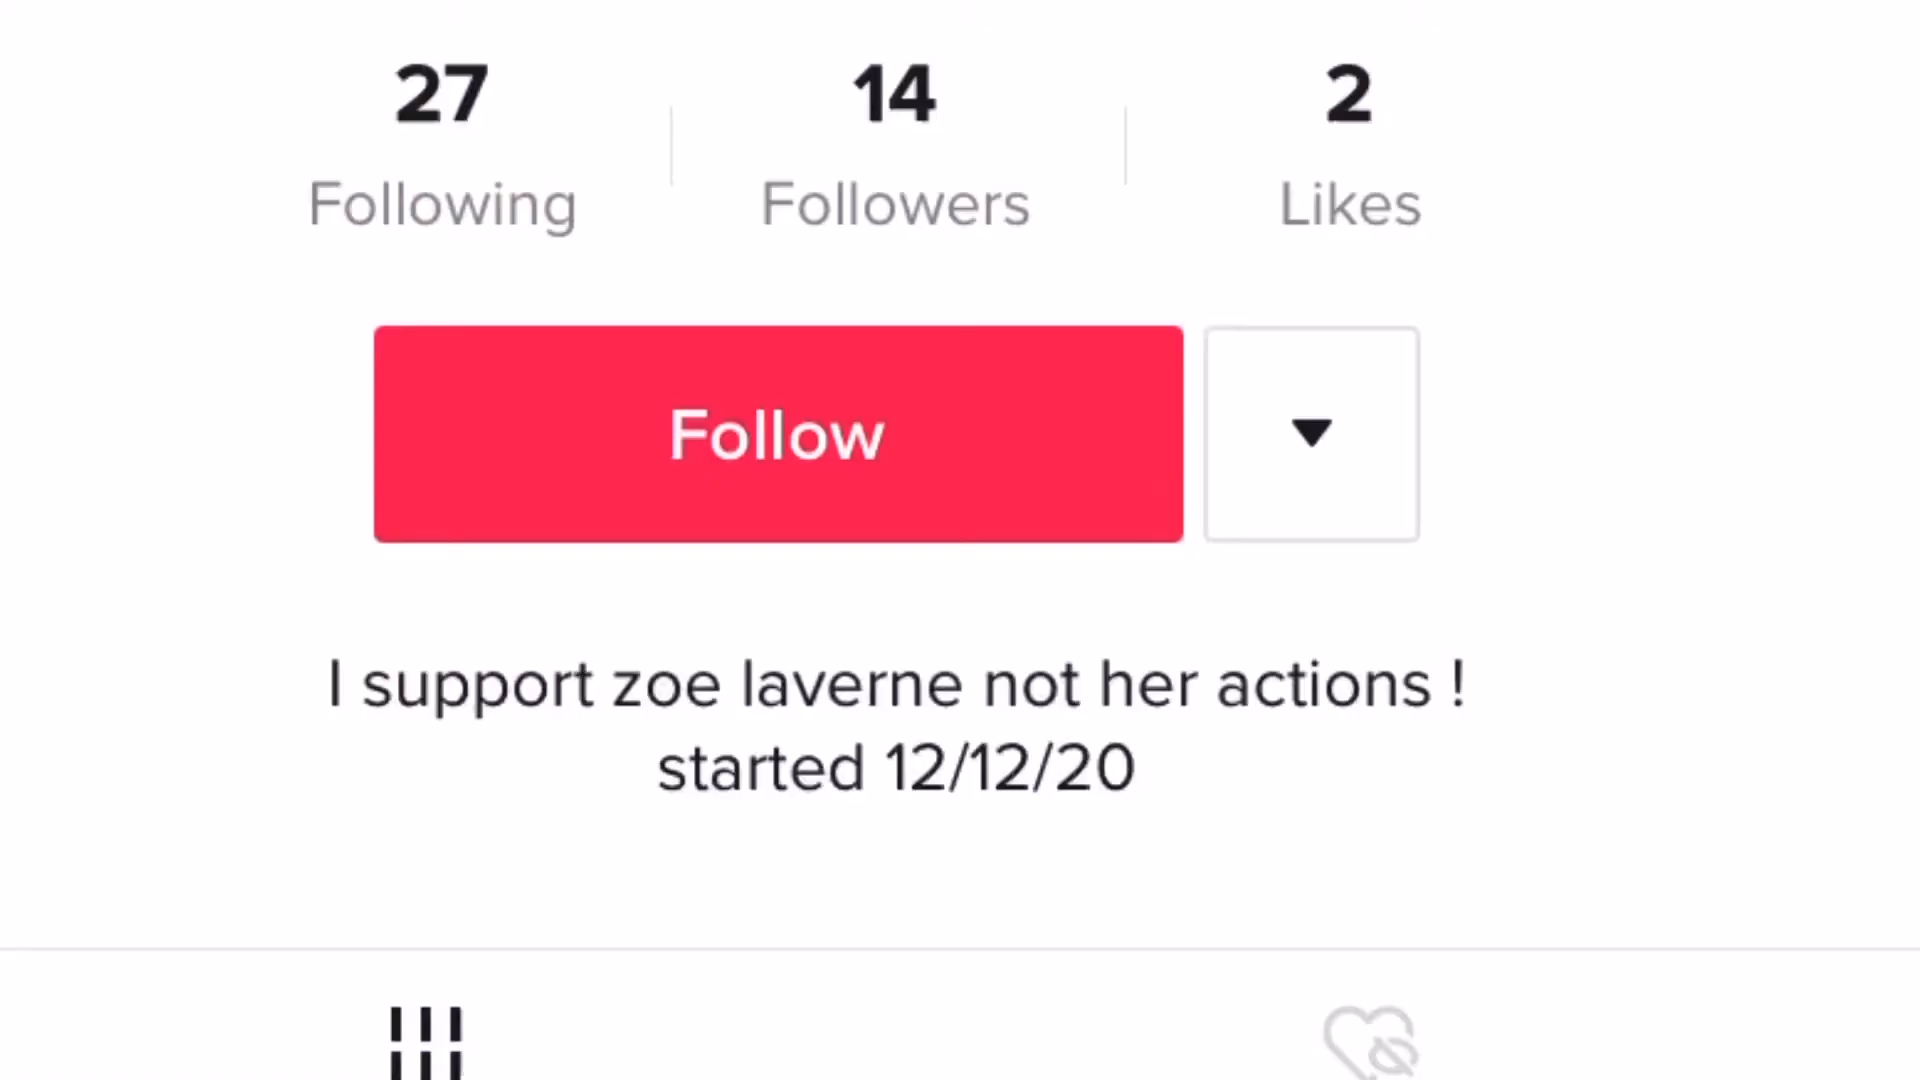 27 14 2
Following Followers Likes
Follow
I support zoe laverne not her actions !
started 12/12/20